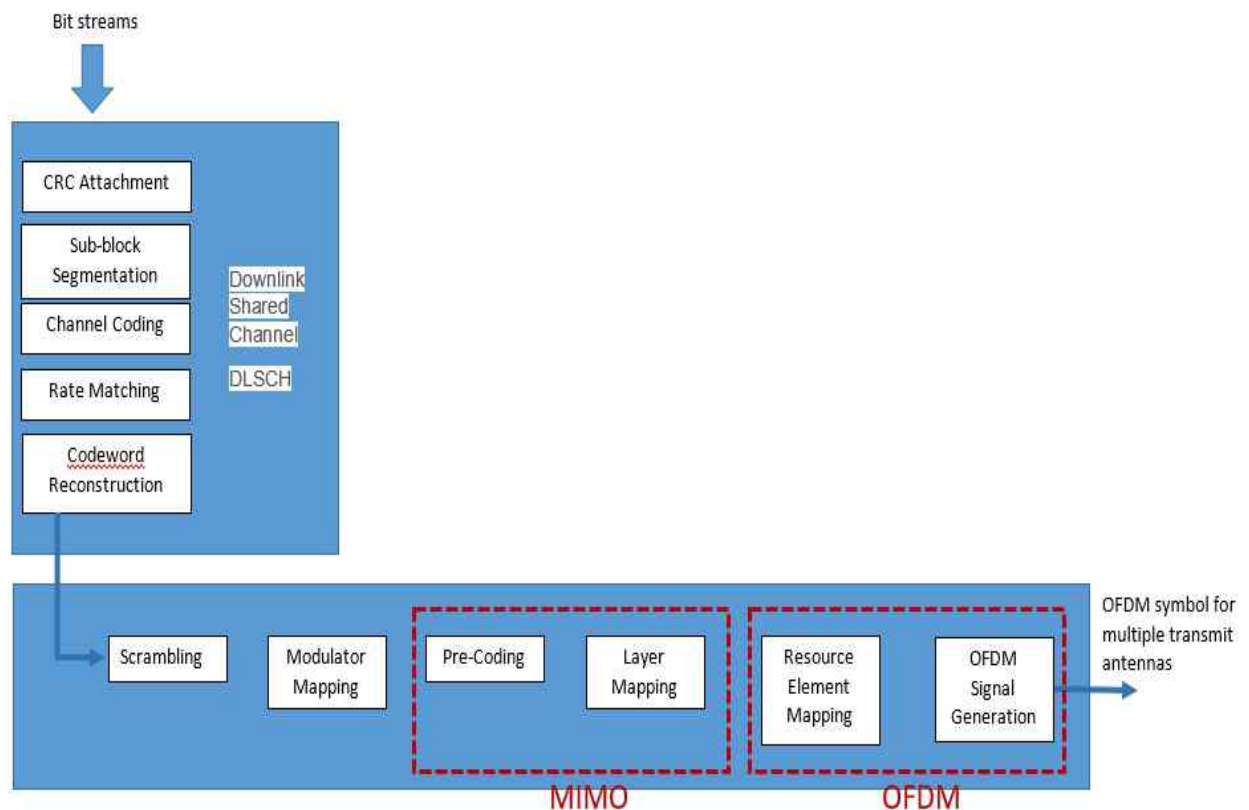 Bit streams
CRC Attachment
Sub-block
Segmentation
Channel Coding
Rate Matching
Codeword
Reconstruction
Downlink
Shared
Channel
DLSCH
Scrambling
Modulator
Mapping
Pre-Coding
Layer
Mapping
Resource
Element
Mapping
OFDM
Signal
Generation
OFDM symbol for
multiple transmit
antennas
MIMO
OFDM